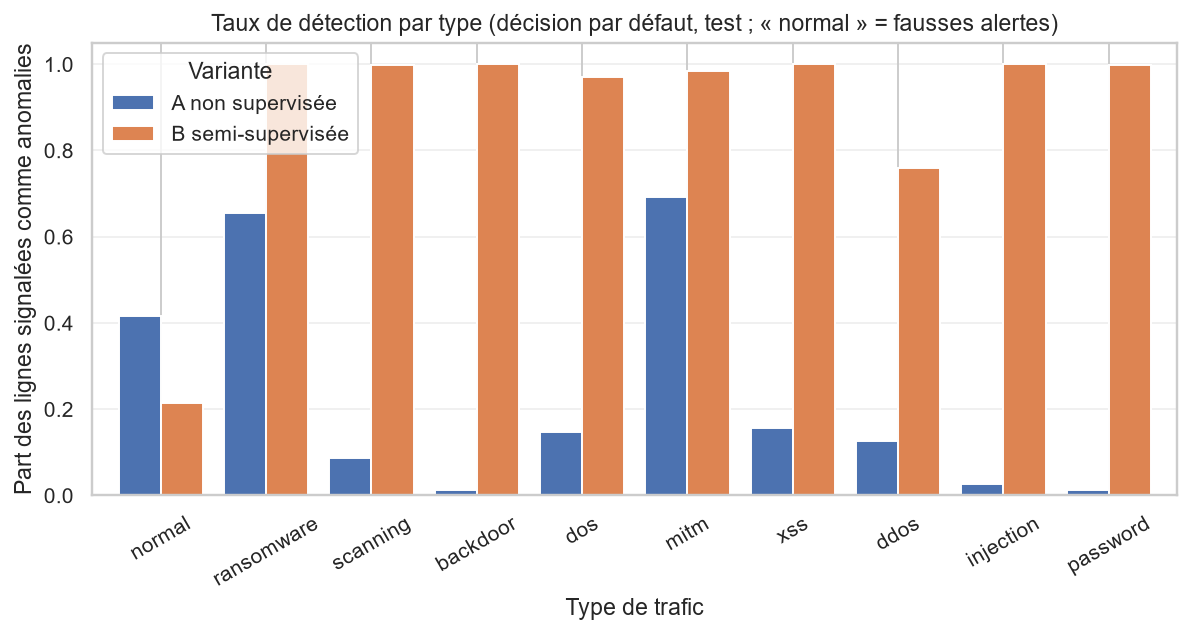 Taux de détection par type (décision par défaut, test ; « normal » = fausses alertes)
Part des lignes signalées comme anomalies
1.0
0.8
0.6
0.4
0.2
0.0
Variante
A non supervisée
B semi-supervisée
normal
ransomware
scanning
backdoor
dos
mitm
xss
ddos
injection
password
Type de trafic